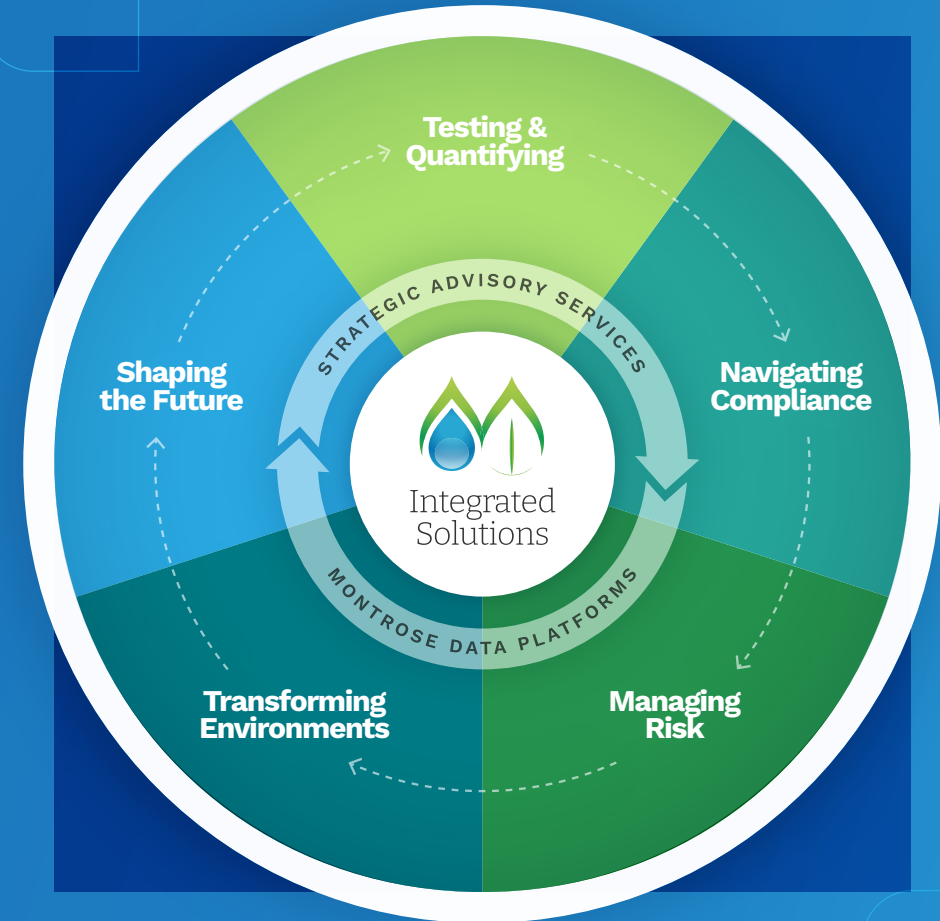 Testing &
Quantifying
STRATEGIC ADVISORY SERVICES
Shaping
the Future
Navigating
Compliance
Integrated
Solutions
MONTROSE DATA PLATFORMS
Transforming
Environments
Managing
Risk